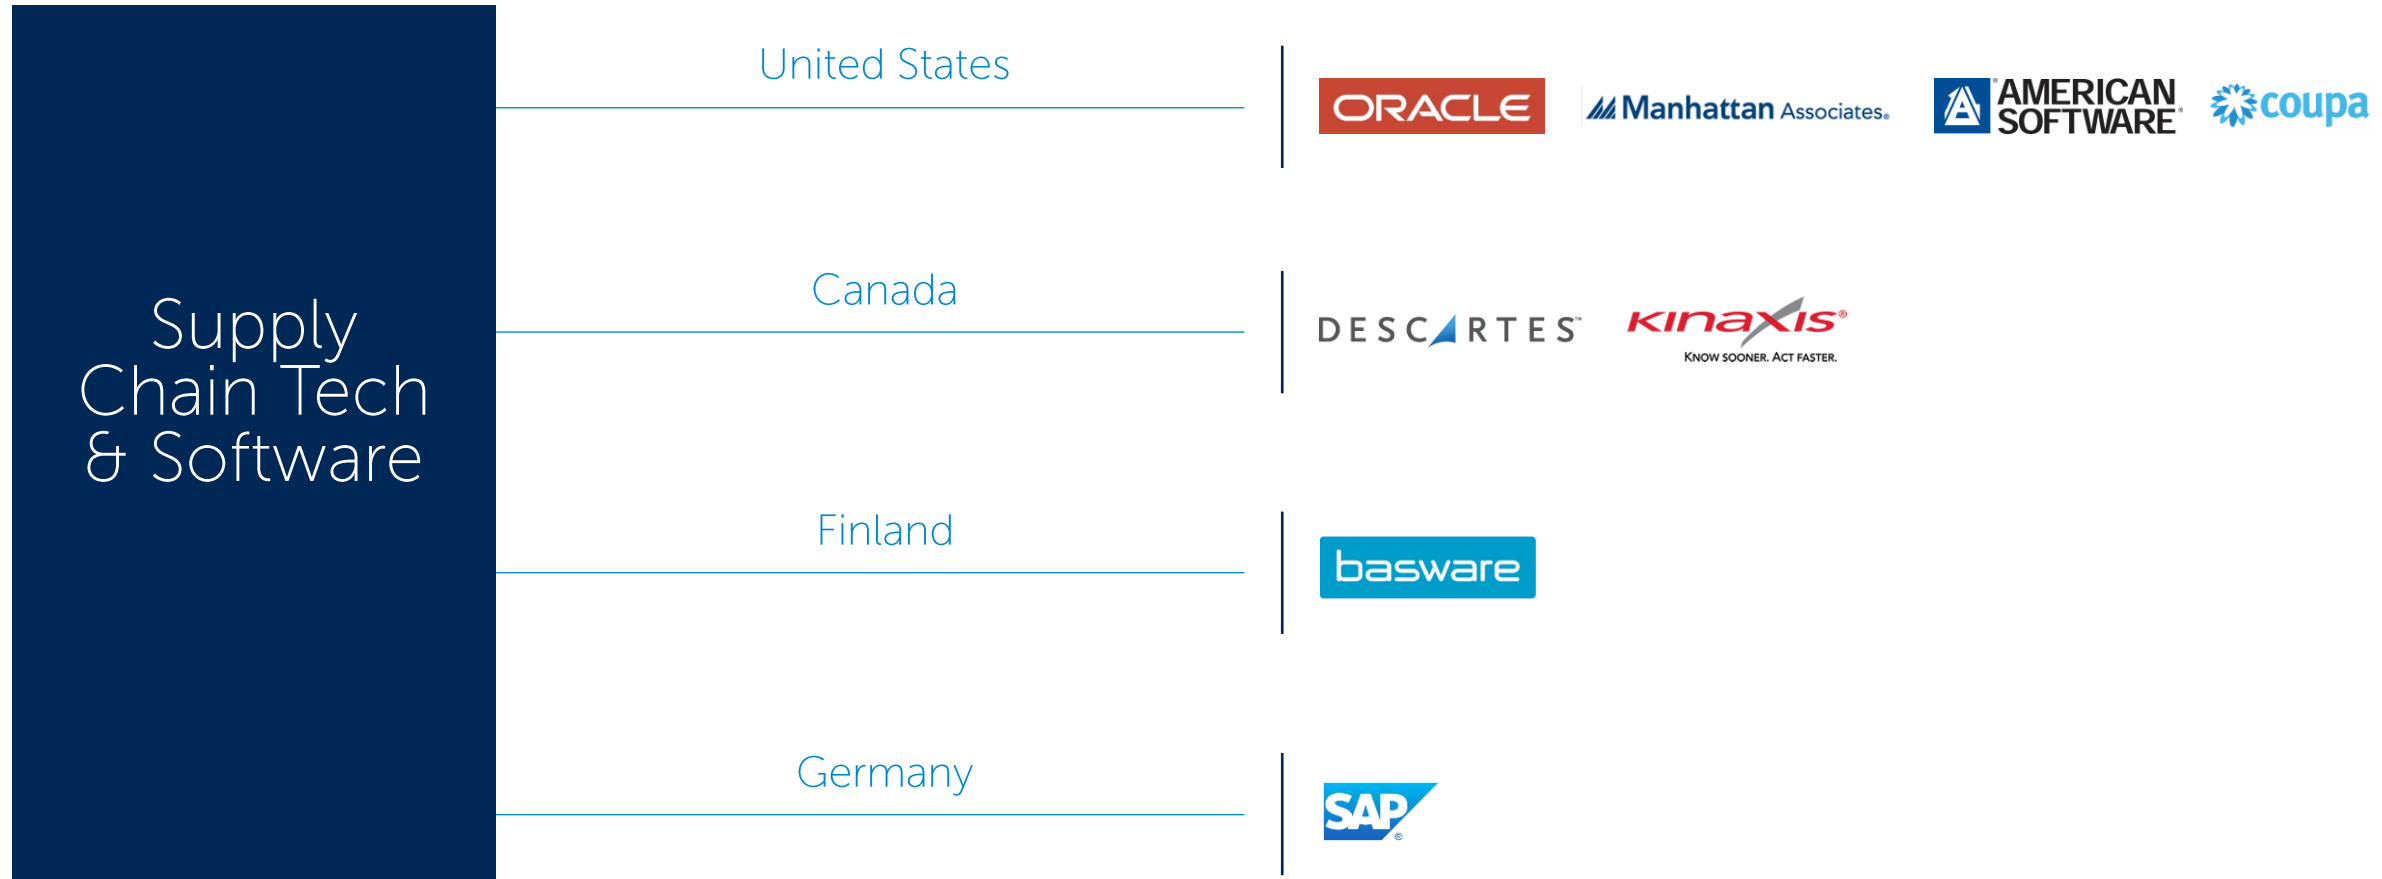 Supply
Chain Tech
& Software
United States
ORACLE
Manhattan Associates®
AMERICAN
SOFTWARE®
coupa
Canada
DESCARTES™
KINAXIS®
KNOW SOONER. ACT FASTER.
Finland
basware
Germany
SAP®